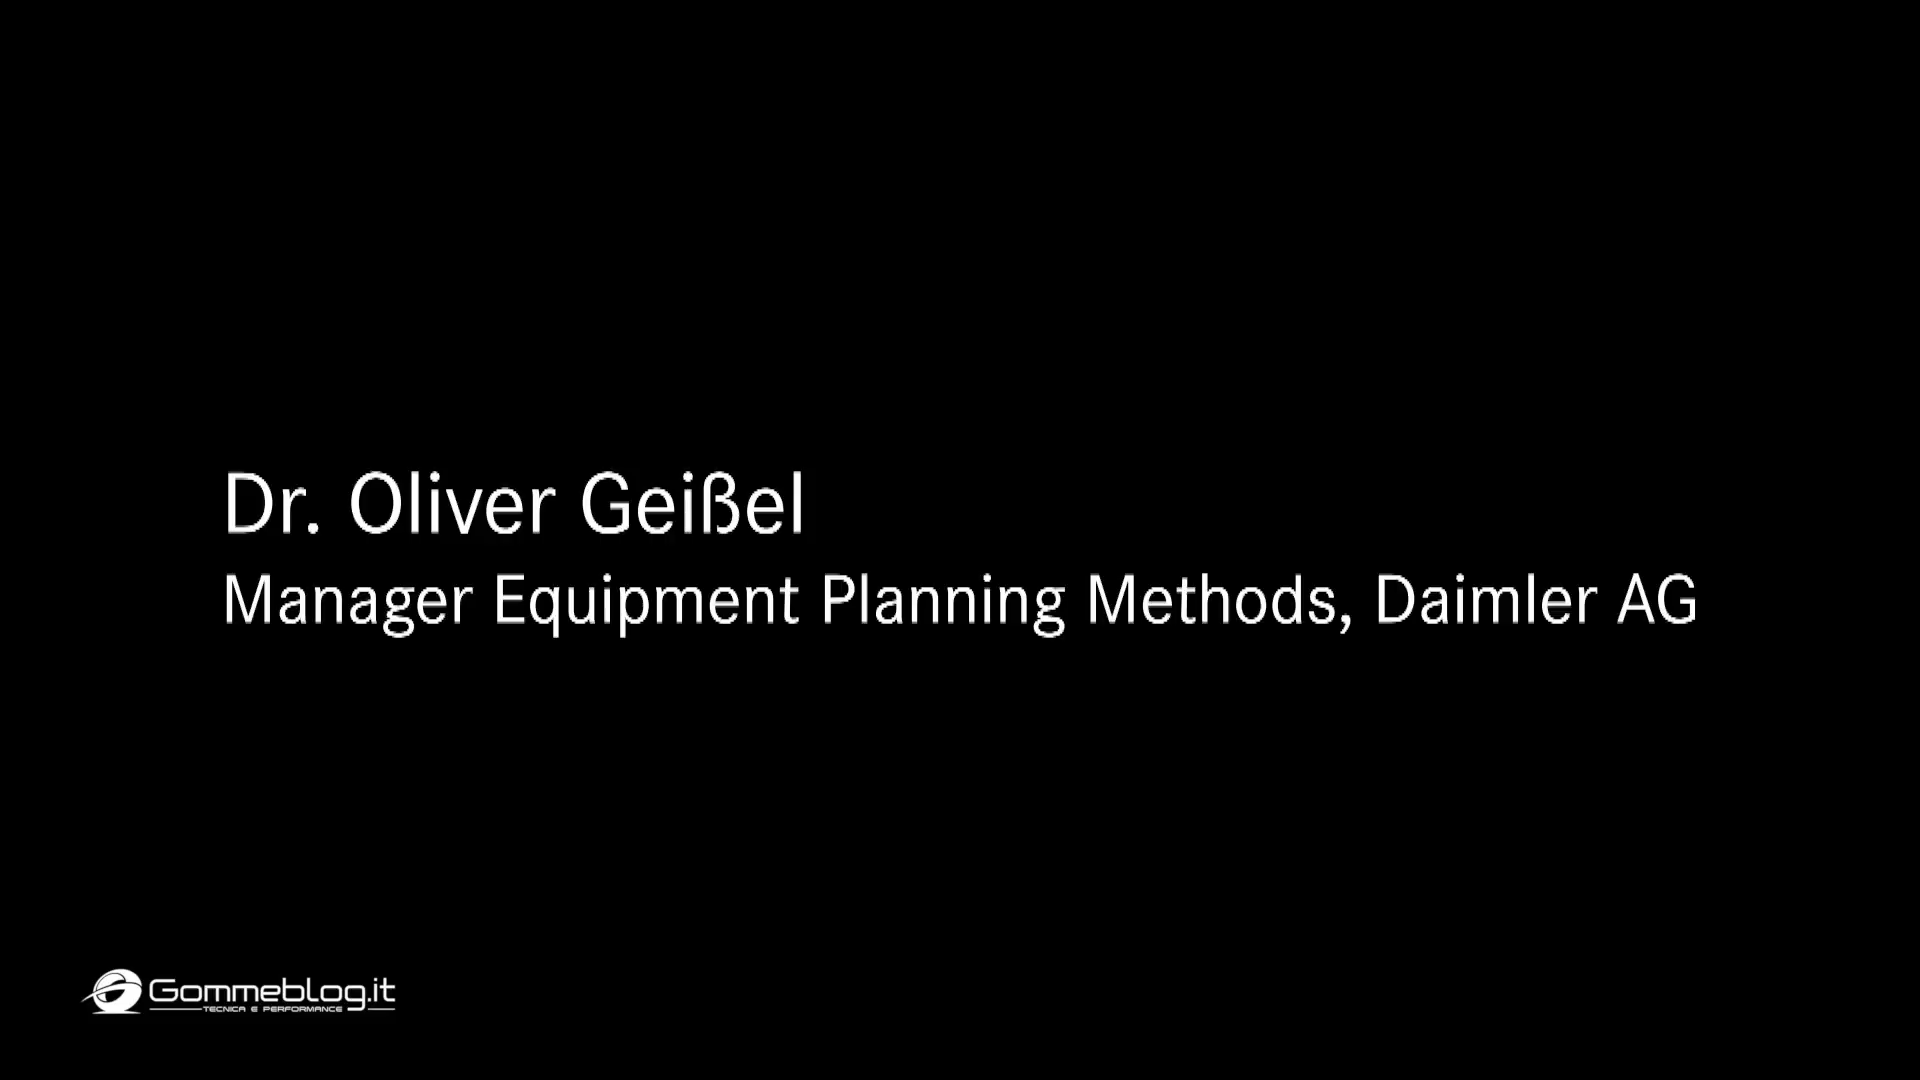 Dr. Oliver Geißel
Manager Equipment Planning Methods, Daimler AG
Gommeblog.it
TECNICA E PERFORMANCE